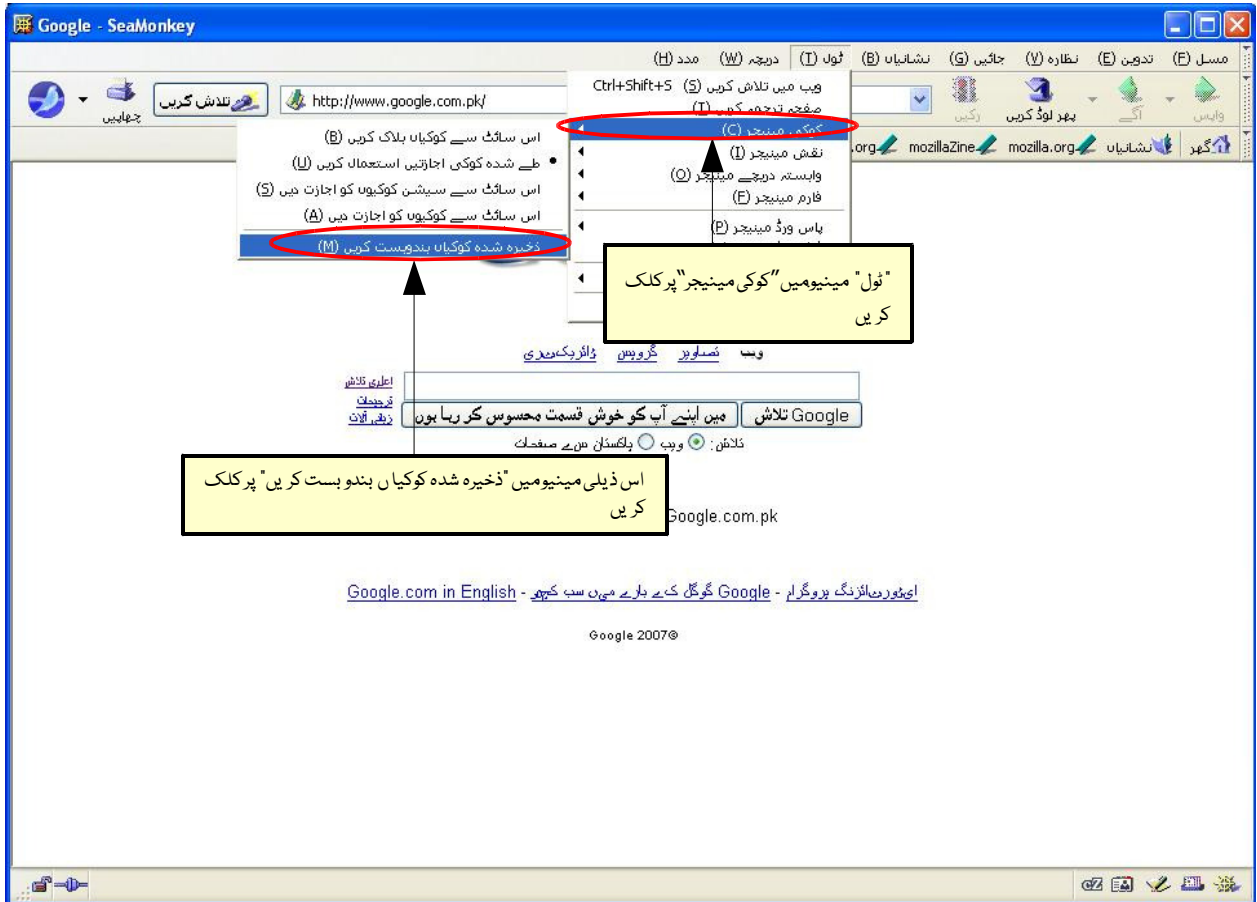 Google - SeaMonkey
مسل (F) تدوین (E) نظارہ (V) جائیں (G) نشانیاں (B) ٹول (T) دریچہ (W) مدد (H)
واپس آگے پھر لوڈ کریں رکیں http://www.google.com.pk/ تلاش کریں چھاپیں
گھر نشانیاں mozilla.org mozillaZine .org
ویب میں تلاش کریں (S) Ctrl+Shift+S
صفحہ ترجمہ کریں (T)
کوکی مینیجر (C)
نقش مینیجر (I)
وابستہ دریچے مینیجر (O)
فارم مینیجر (F)
پاس ورڈ مینیجر (P)
اس سائٹ سے کوکیاں بلاک کریں (B)
طے شدہ کوکی اجازتیں استعمال کریں (U)
اس سائٹ سے سیشن کوکیوں کو اجازت دیں (S)
اس سائٹ سے کوکیوں کو اجازت دیں (A)
ذخیرہ شدہ کوکیاں بندوبست کریں (M)
"ٹول" مینیومیں "کوکی مینیجر" پر کلک
کریں
ویب تصاویر گروپس ڈائریکٹری
اعلٰی تلاش
ترجیحات
زبانی آلات
Google تلاش میں اپنے آپ کو خوش قسمت محسوس کر رہا ہوں
تلاش: ویب پاکستان سے صفحات
اس ذیلی مینیومیں "ذخیرہ شدہ کوکیاں بندوبست کریں" پر کلک
کریں
Google.com.pk
ایڈورٹائزنگ پروگرام - Google گوگل کے بارے میں سب کچھ - Google.com in English
Google 2007©